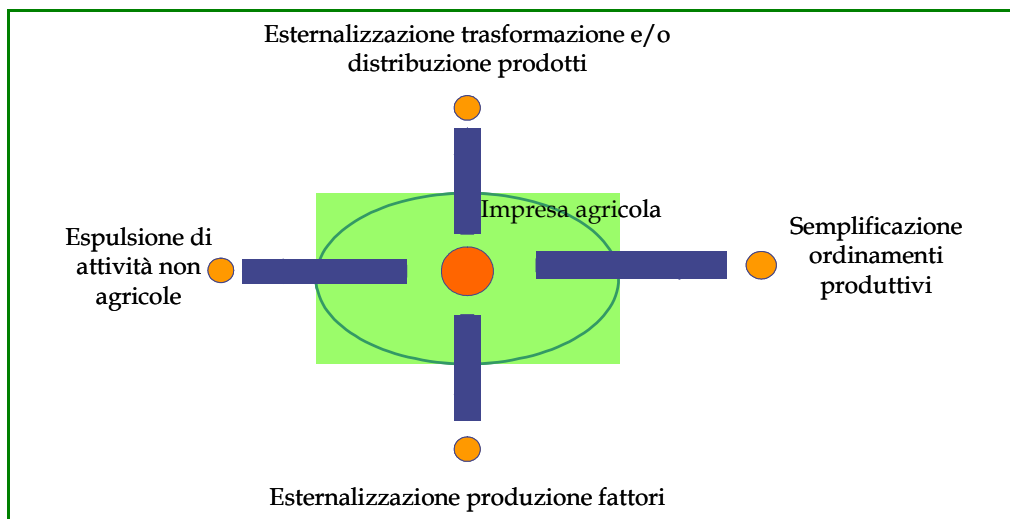 Esternalizzazione trasformazione e/o
distribuzione prodotti
Impresa agricola
Espulsione di
attività non
agricole
Semplificazione
ordinamenti
produttivi
Esternalizzazione produzione fattori